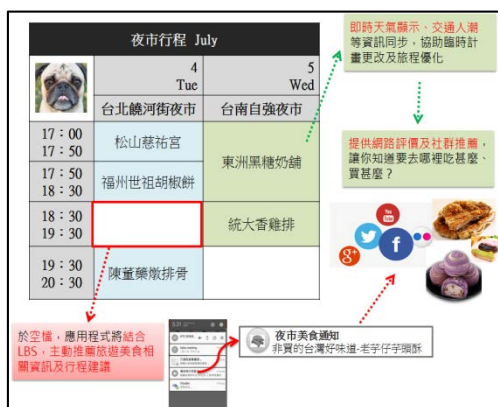 夜市行程 July
4
Tue
5
Wed
台北饒河街夜市
台南自強夜市
17：00
17：50
松山慈祐宮
東洲黑糖奶舖
17：50
18：30
福州世祖胡椒餅
18：30
19：30
統大香雞排
19：30
20：30
陳董藥燉排骨
即時天氣顯示、交通人潮
等資訊同步，協助臨時計
畫更改及旅程優化
提供網路評價及社群推薦，
讓你知道要去哪裡吃甚麼、
買甚麼？
You
Tube
g+
f
於空檔，應用程式將結合
LBS，主動推薦旅遊美食相
關資訊及行程建議
夜市美食通知
非買的台灣好味道-老芋仔芋頭酥